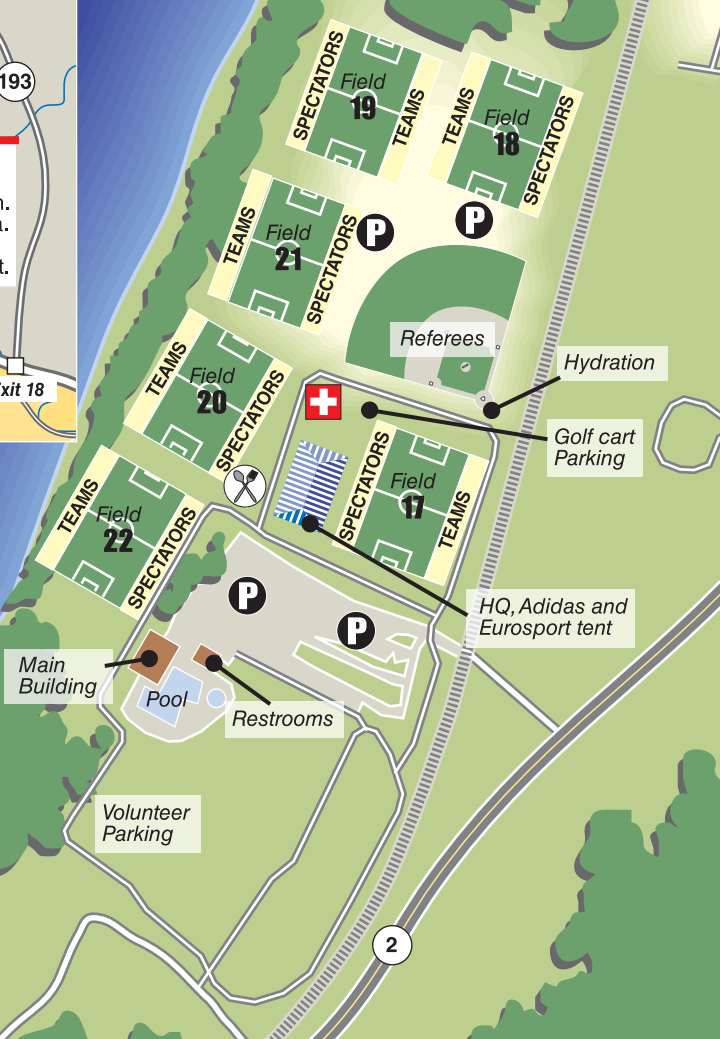 193
n.
a.
t.
xit 18
SPECTATORS
Field
19
TEAMS
TEAMS
Field
18
SPECTATORS
TEAMS
Field
21
SPECTATORS
P
P
Referees
Hydration
TEAMS
Field
20
SPECTATORS
Golf cart
Parking
SPECTATORS
Field
17
TEAMS
TEAMS
Field
22
SPECTATORS
P
P
HQ, Adidas and
Eurosport tent
Main
Building
Pool
Restrooms
Volunteer
Parking
2